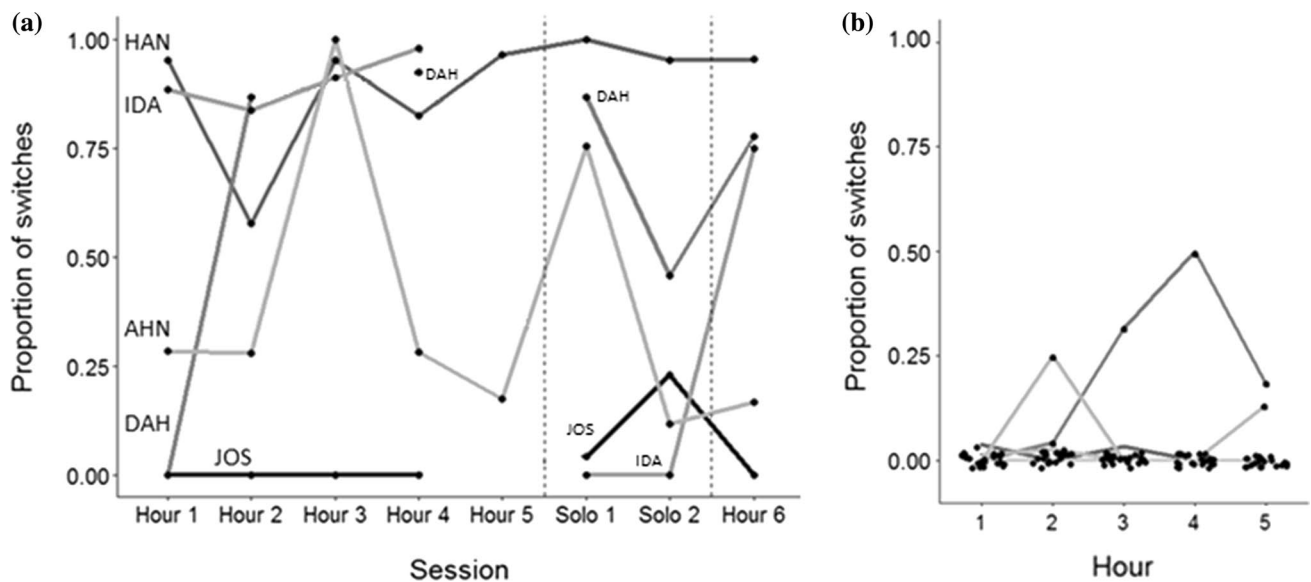 (a)
Proportion of switches
1.00
0.75
0.50
0.25
0.00
HAN
IDA
AHN
DAH
JOS
DAH
DAH
JOS
IDA
Hour 1 Hour 2 Hour 3 Hour 4 Hour 5 Solo 1 Solo 2 Hour 6
Session
(b)
Proportion of switches
1.00
0.75
0.50
0.25
0.00
1 2 3 4 5
Hour